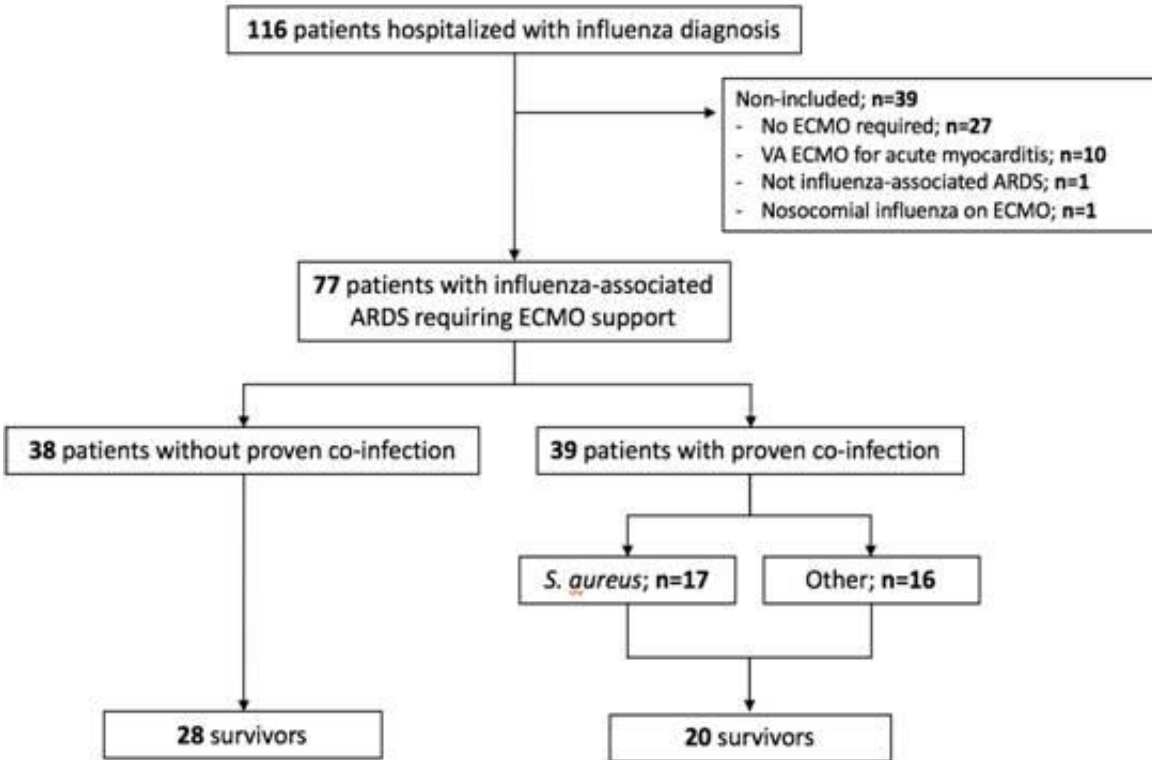 116 patients hospitalized with influenza diagnosis
Non-included; n=39
- No ECMO required; n=27
- VA ECMO for acute myocarditis; n=10
- Not influenza-associated ARDS; n=1
- Nosocomial influenza on ECMO; n=1
77 patients with influenza-associated
ARDS requiring ECMO support
38 patients without proven co-infection
39 patients with proven co-infection
S. aureus; n=17
Other; n=16
28 survivors
20 survivors